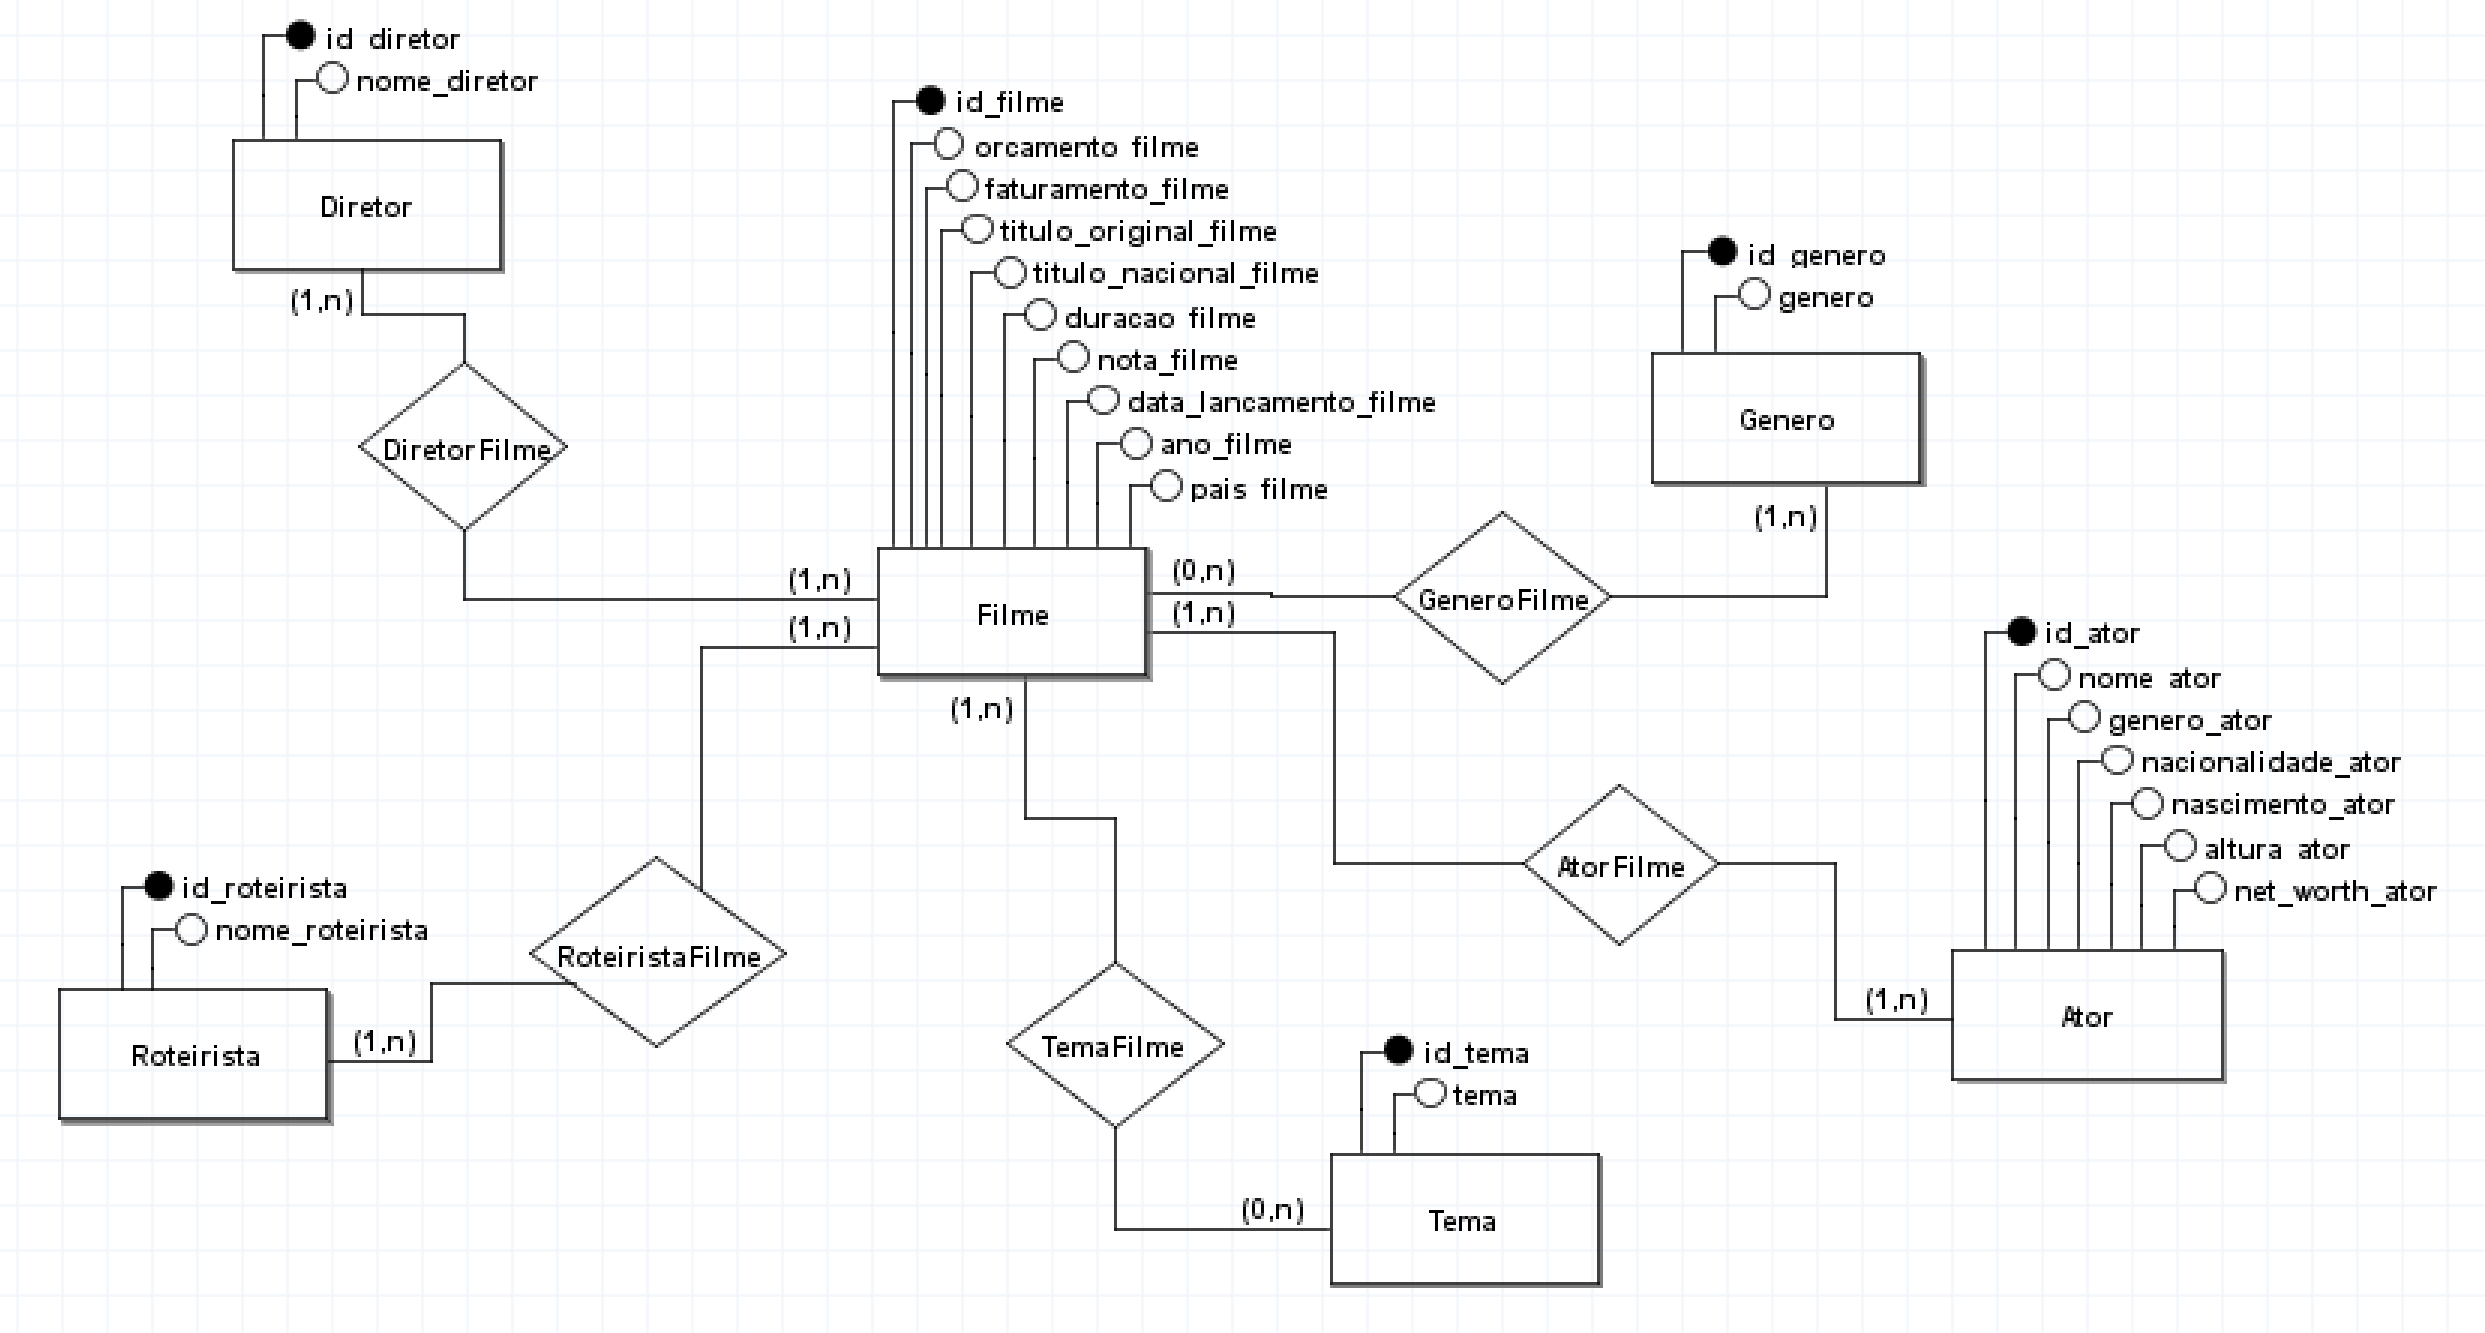 id_diretor
nome_diretor
Diretor
(1,n)
DiretorFilme
id_filme
orcamento_filme
faturamento_filme
titulo_original_filme
titulo_nacional_filme
duracao_filme
nota_filme
data_lancamento_filme
ano_filme
pais_filme
(1,n)
(1,n)
Filme
(0,n)
(1,n)
(1,n)
id_genero
genero
Genero
(1,n)
GeneroFilme
id_ator
nome_ator
genero_ator
nacionalidade_ator
nascimento_ator
altura_ator
net_worth_ator
AtorFilme
(1,n)
Ator
id_roteirista
nome_roteirista
RoteiristaFilme
(1,n)
Roteirista
TemaFilme
id_tema
tema
(0,n)
Tema